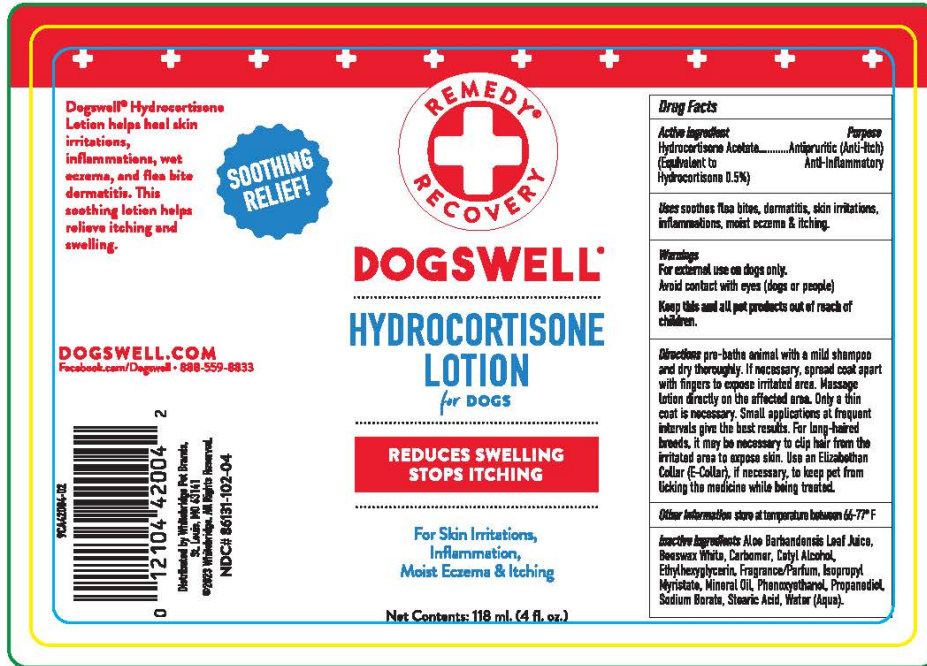 Dogswell® Hydrocortisone
Lotion helps heal skin
irritations,
inflammations, wet
eczema, and flea bite
dermatitis. This
soothing lotion helps
relieve itching and
swelling.
SOOTHING
RELIEF!
DOGSWELL.COM
Facebook.com/Dogswell • 888-559-8833
9CA42004-02
0 12104 42004 2
Distributed by Whitebridge Pet Brands,
St. Louis, MO 63141
©2023 Whitebridge. All Rights Reserved.
NDC# 86131-102-04
REMEDY®
RECOVERY
DOGSWELL®
HYDROCORTISONE
LOTION
for DOGS
REDUCES SWELLING
STOPS ITCHING
For Skin Irritations,
Inflammation,
Moist Eczema & Itching
Net Contents: 118 ml. (4 fl. oz.)
Drug Facts
Active Ingredient Purpose
Hydrocortisone Acetate..........Antipruritic (Anti-Itch)
(Equivalent to Anti-Inflammatory
Hydrocortisone 0.5%)
Uses soothes flea bites, dermatitis, skin irritations,
inflammations, moist eczema & itching.
Warnings
For external use on dogs only.
Avoid contact with eyes (dogs or people)
Keep this and all pet products out of reach of
children.
Directions pre-bathe animal with a mild shampoo
and dry thoroughly. If necessary, spread coat apart
with fingers to expose irritated area. Massage
lotion directly on the affected area. Only a thin
coat is necessary. Small applications at frequent
intervals give the best results. For long-haired
breeds, it may be necessary to clip hair from the
irritated area to expose skin. Use an Elizabethan
Collar (E-Collar), if necessary, to keep pet from
licking the medicine while being treated.
Other Information store at temperature between 66-77° F
Inactive Ingredients Aloe Barbandensis Leaf Juice,
Beeswax White, Carbomer, Cetyl Alcohol,
Ethylhexyglycerin, Fragrance/Parfum, Isopropyl
Myristate, Mineral Oil, Phenoxyethanol, Propanediol,
Sodium Borate, Stearic Acid, Water (Aqua).